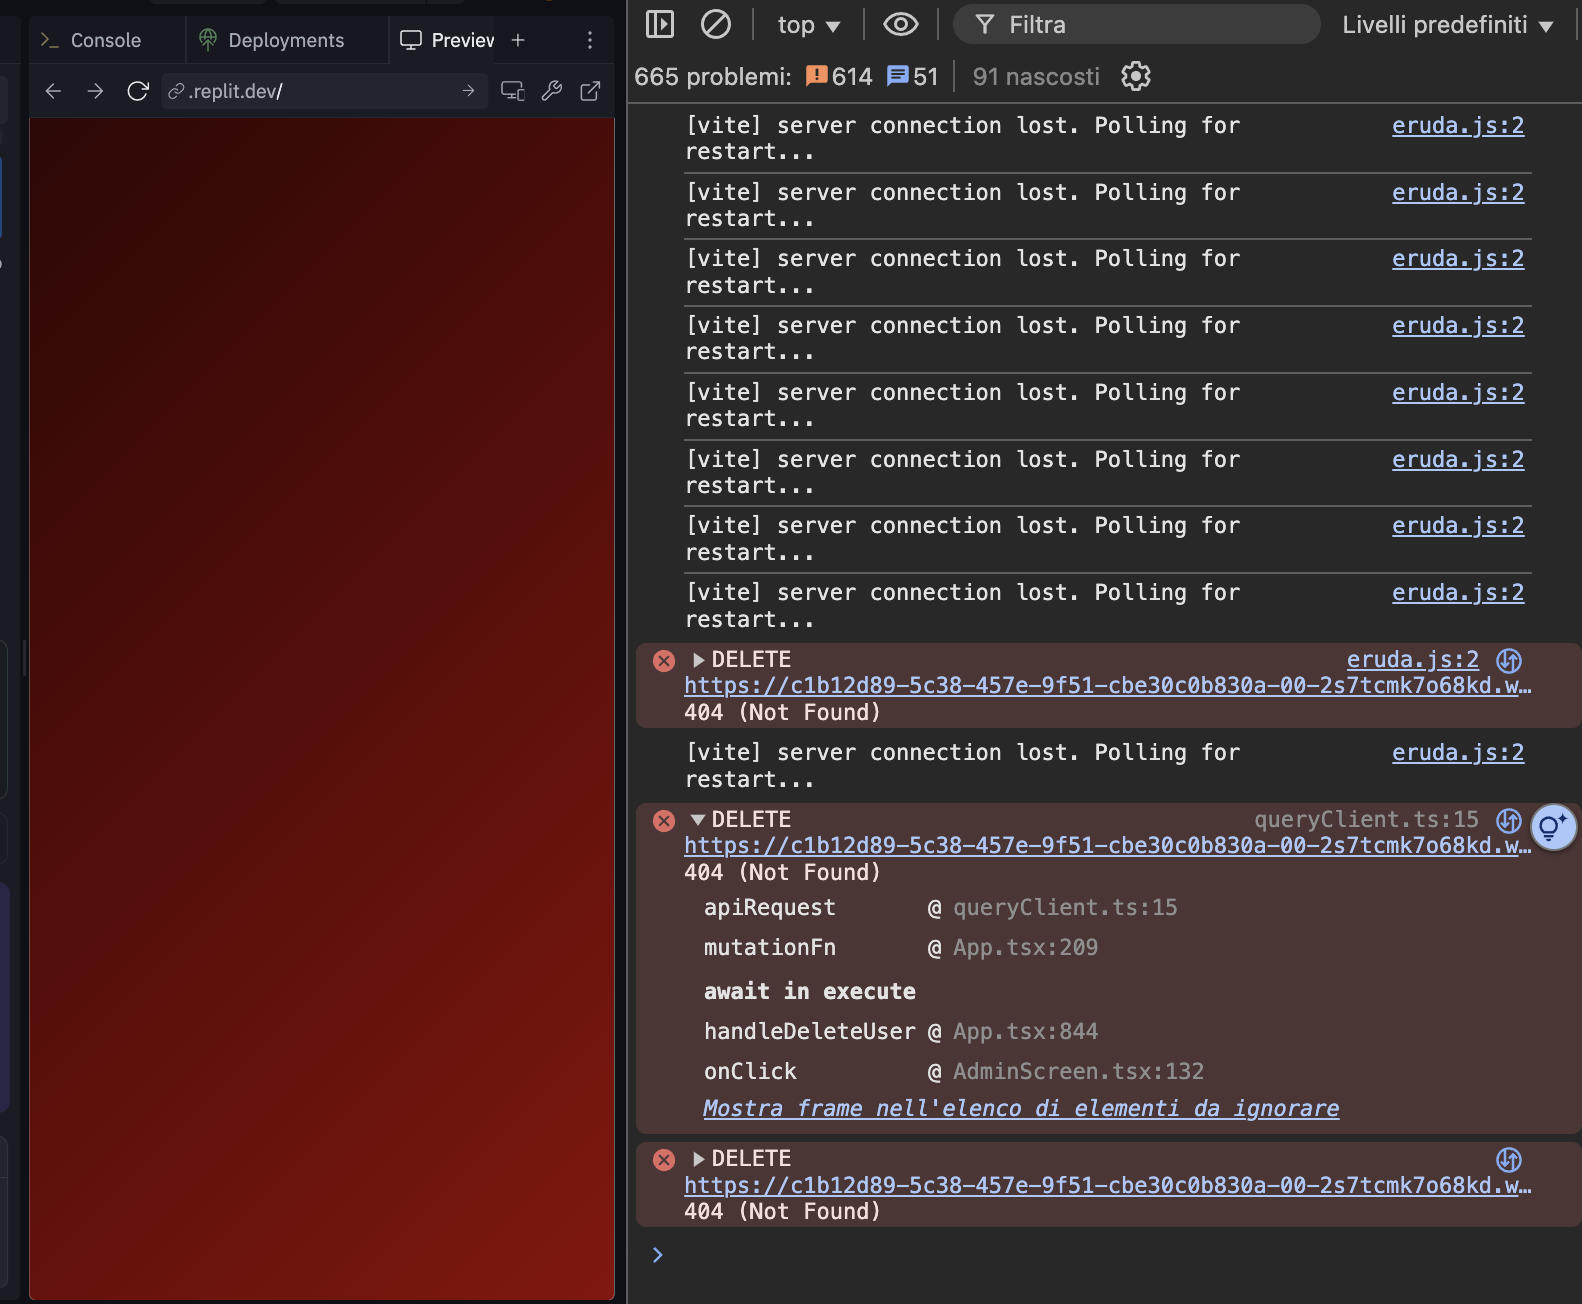 Console
Deployments
Preview
.replit.dev/
top
Filtra
Livelli predefiniti
665 problemi: 614 51 91 nascosti
[vite] server connection lost. Polling for eruda.js:2
restart...
[vite] server connection lost. Polling for eruda.js:2
restart...
[vite] server connection lost. Polling for eruda.js:2
restart...
[vite] server connection lost. Polling for eruda.js:2
restart...
[vite] server connection lost. Polling for eruda.js:2
restart...
[vite] server connection lost. Polling for eruda.js:2
restart...
[vite] server connection lost. Polling for eruda.js:2
restart...
[vite] server connection lost. Polling for eruda.js:2
restart...
DELETE eruda.js:2
https://c1b12d89-5c38-457e-9f51-cbe30c0b830a-00-2s7tcmk7o68kd.w…
404 (Not Found)
[vite] server connection lost. Polling for eruda.js:2
restart...
DELETE queryClient.ts:15
https://c1b12d89-5c38-457e-9f51-cbe30c0b830a-00-2s7tcmk7o68kd.w…
404 (Not Found)
apiRequest @ queryClient.ts:15
mutationFn @ App.tsx:209
await in execute
handleDeleteUser @ App.tsx:844
onClick @ AdminScreen.tsx:132
Mostra frame nell'elenco di elementi da ignorare
DELETE
https://c1b12d89-5c38-457e-9f51-cbe30c0b830a-00-2s7tcmk7o68kd.w…
404 (Not Found)